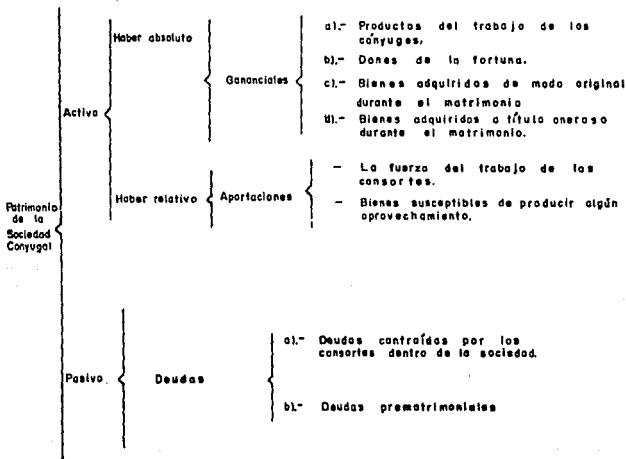 Patrimonio
de la
Sociedad
Conyugal
Activo
Haber absoluto
Gananciales
a).- Productos del trabajo de los
cónyuges,
b).- Dones de la fortuna.
c).- Bienes adquiridos de modo original
durante el matrimonio
d).- Bienes adquiridos a título oneroso
durante el matrimonio.
Haber relativo
Aportaciones
- La fuerza del trabajo de los
consortes.
- Bienes susceptibles de producir algún
aprovechamiento.
Pasivo.
Deudas
a).- Deudas contraídas por los
consortes dentro de la sociedad.
b).- Deudas prematrimoniales